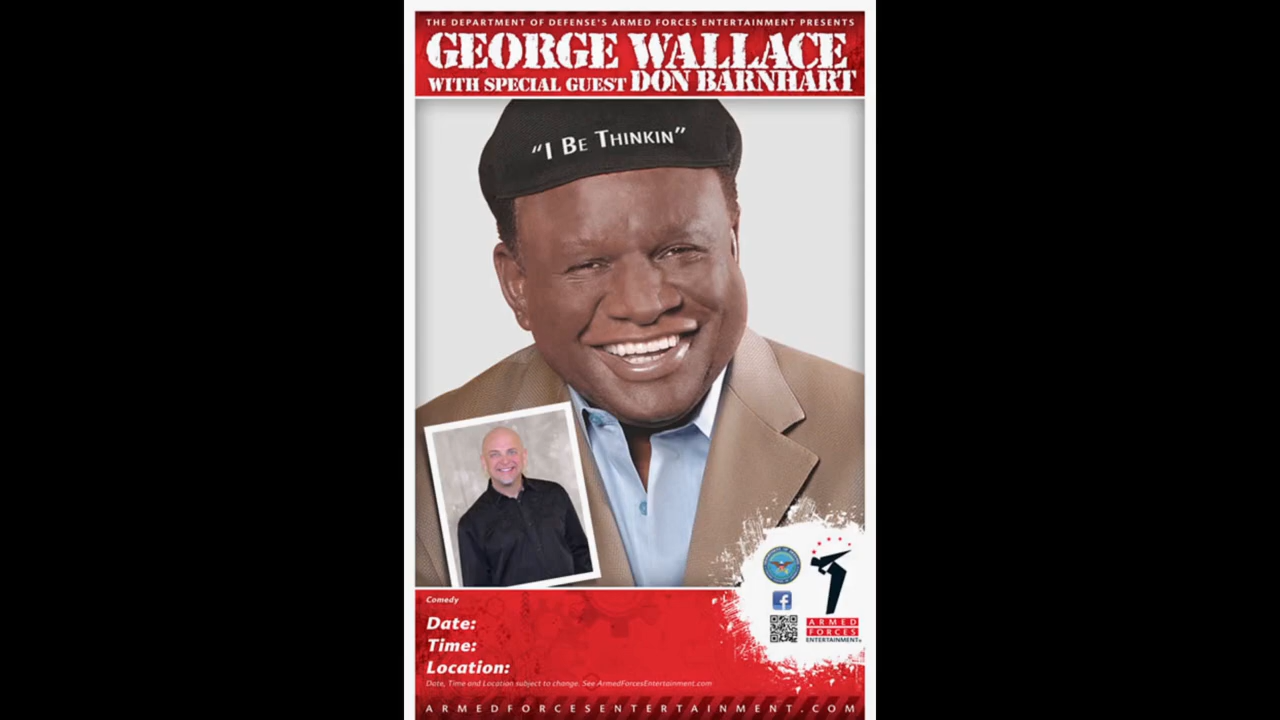 THE DEPARTMENT OF DEFENSE'S ARMED FORCES ENTERTAINMENT PRESENTS
GEORGE WALLACE
WITH SPECIAL GUEST DON BARNHART
"I BE THINKIN"
Comedy
Date:
Time:
Location:
Date, Time and Location subject to change. See ArmedForcesEntertainment.com
ARMED
FORCES
ENTERTAINMENT
ARMEDFORCESENTERTAINMENT.COM